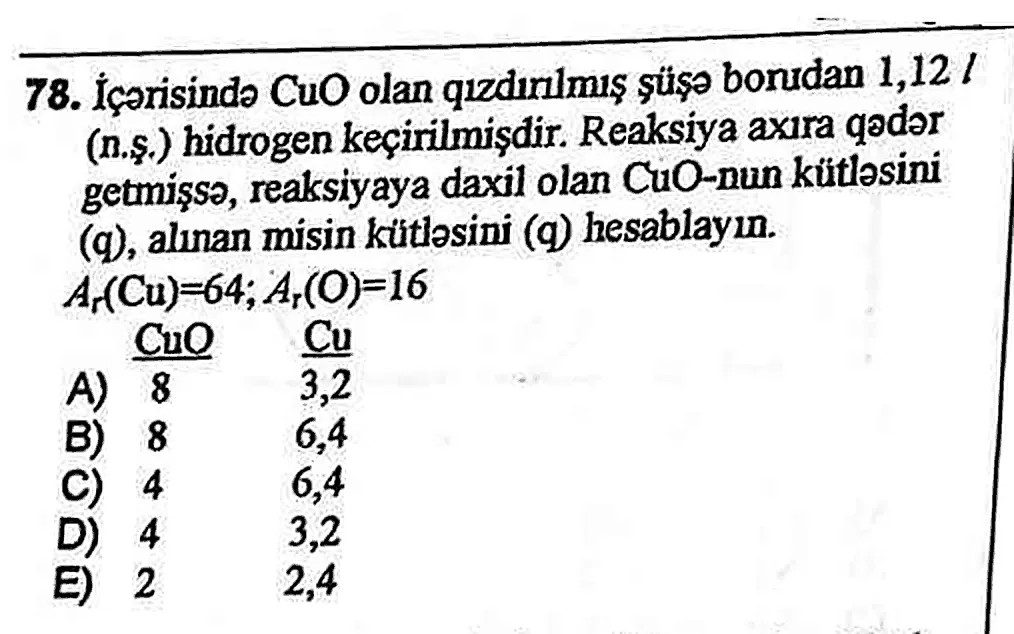 78. İçərisində CuO olan qızdırılmış şüşə borudan 1,12 l
(n.ş.) hidrogen keçirilmişdir. Reaksiya axıra qədər
getmişsə, reaksiyaya daxil olan CuO-nun kütləsini
(q), alınan misin kütləsini (q) hesablayın.
Aᵣ(Cu)=64; Aᵣ(O)=16
CuO Cu
A) 8 3,2
B) 8 6,4
C) 4 6,4
D) 4 3,2
E) 2 2,4